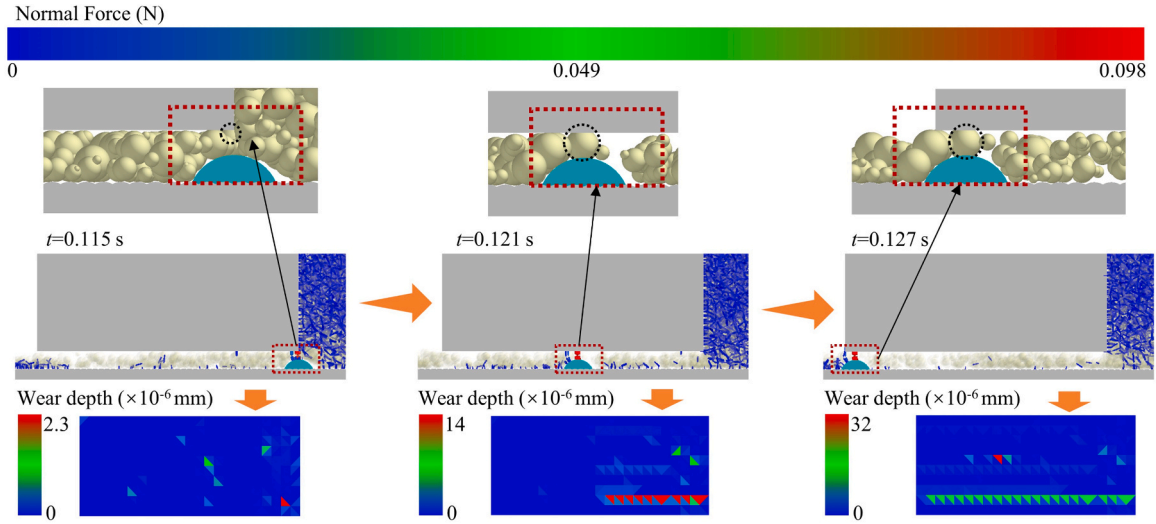 Normal Force (N)
0 0.049 0.098
t=0.115 s t=0.121 s t=0.127 s
Wear depth (×10⁻⁶ mm) Wear depth (×10⁻⁶ mm) Wear depth (×10⁻⁶ mm)
2.3 14 32
0 0 0